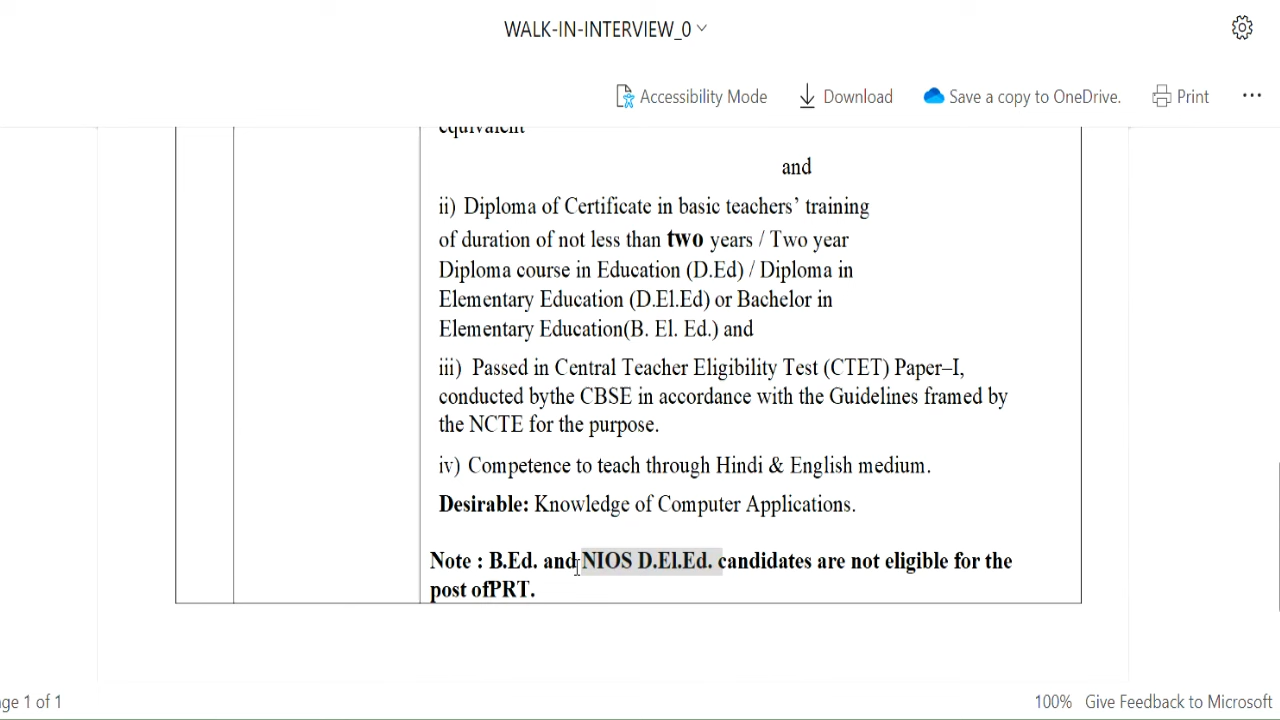 WALK-IN-INTERVIEW_0
Accessibility Mode Download Save a copy to OneDrive. Print ...
equivalent
and
ii) Diploma of Certificate in basic teachers’ training
of duration of not less than two years / Two year
Diploma course in Education (D.Ed) / Diploma in
Elementary Education (D.El.Ed) or Bachelor in
Elementary Education(B. El. Ed.) and
iii) Passed in Central Teacher Eligibility Test (CTET) Paper–I,
conducted bythe CBSE in accordance with the Guidelines framed by
the NCTE for the purpose.
iv) Competence to teach through Hindi & English medium.
Desirable: Knowledge of Computer Applications.
Note : B.Ed. and NIOS D.El.Ed. candidates are not eligible for the
post ofPRT.
ge 1 of 1 100% Give Feedback to Microsoft